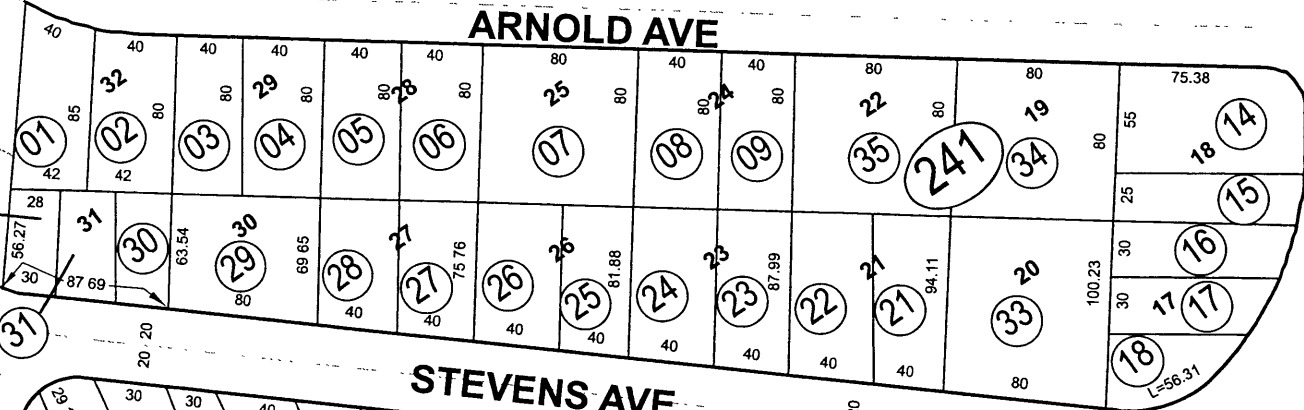 ARNOLD AVE
40 40 40 40 40 40 80 40 40 80 80 75.38
32 29 28 25 24 22 19 18
85 80 80 80 80 80 80 80 80 80 80 55
01 02 03 04 05 06 07 08 09 35 241 34 14
42 42
25 15
28 31 30 27 26 23 21 20
56.27 63.54 69 65 75 76 81.88 87.99 94.11 100.23
30 29 28 27 26 25 24 23 22 21 33
30 16
30 17 17
30 87 69 80 40 40 40 40 40 40 40 40 80
31
18
L=56.31
20
20
STEVENS AVE
29 30 30 40